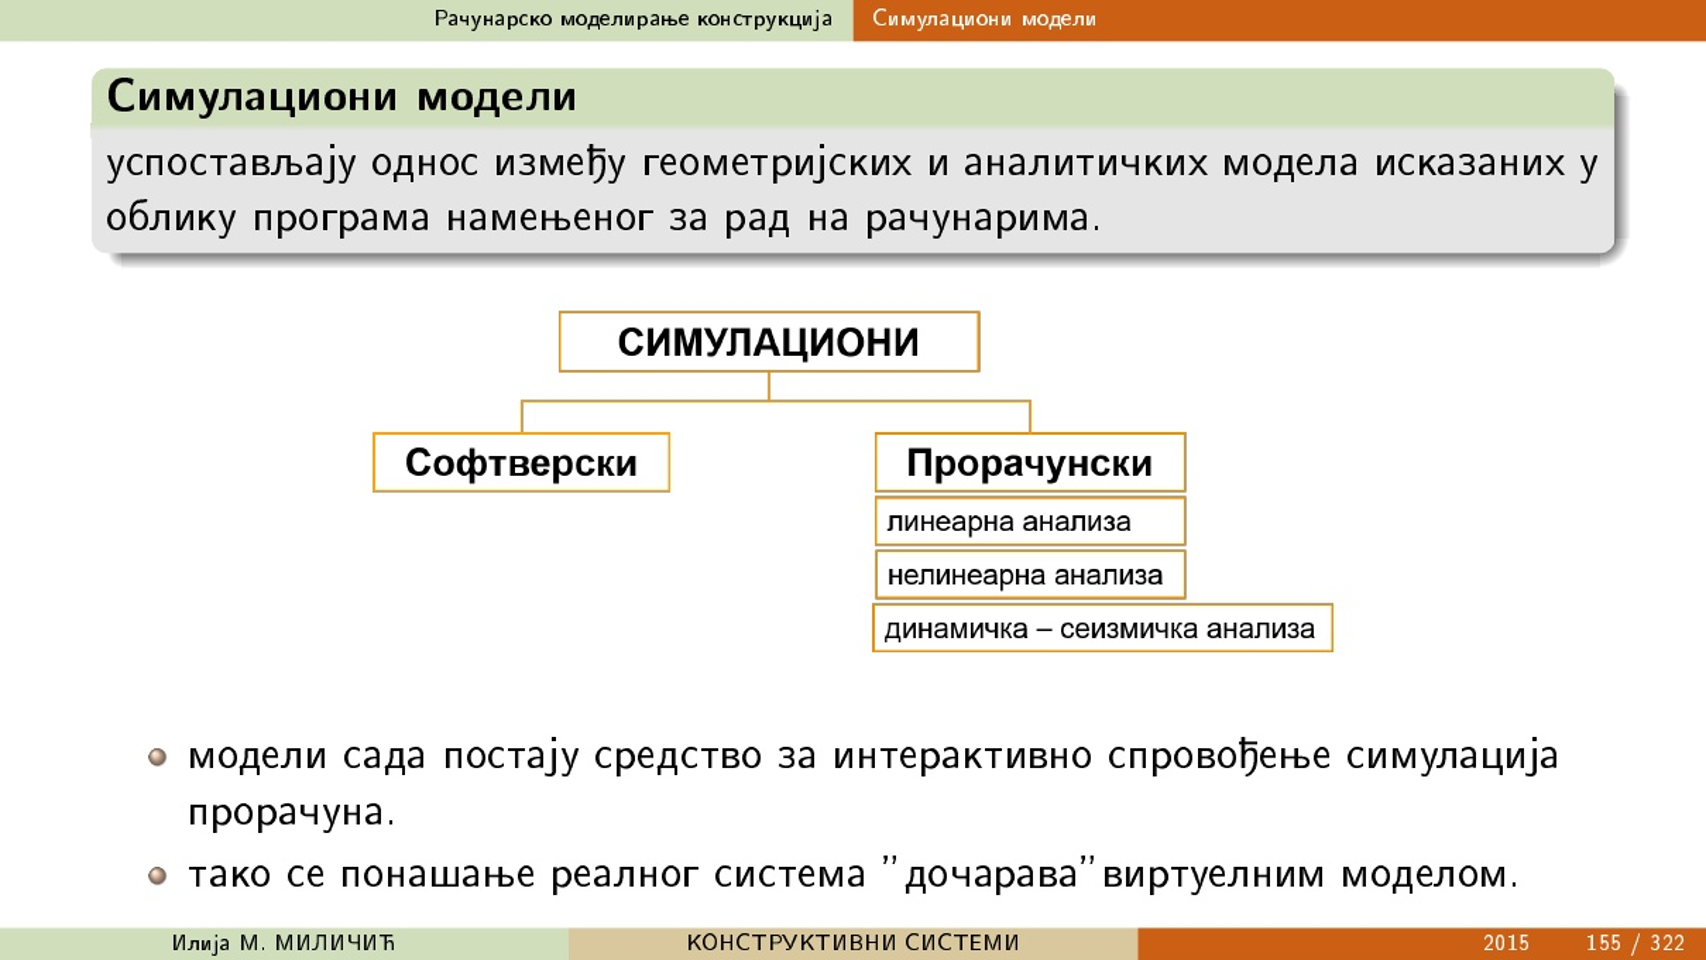 Рачунарско моделирање конструкција Симулациони модели
Симулациони модели
успостављају однос између геометријских и аналитичких модела исказаних у
облику програма намењеног за рад на рачунарима.
СИМУЛАЦИОНИ
Софтверски Прорачунски
линеарна анализа
нелинеарна анализа
динамичка – сеизмичка анализа
модели сада постају средство за интерактивно спровођење симулација
прорачуна.
тако се понашање реалног система ”дочарава”виртуелним моделом.
Илија М. МИЛИЧИЋ КОНСТРУКТИВНИ СИСТЕМИ 2015 155 / 322